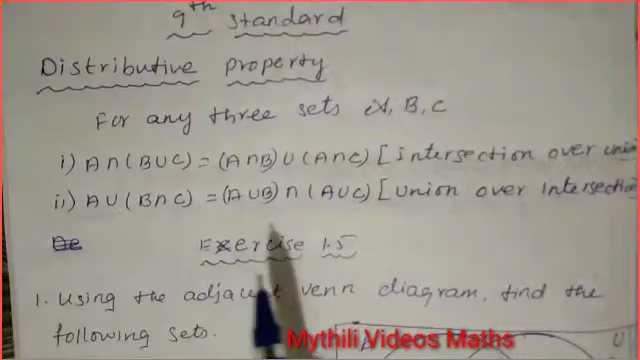 9th Standard
Distributive Property
For any three sets A, B, C
i) A∩(B∪C) = (A∩B)∪(A∩C) [intersection over union
ii) A∪(B∩C) = (A∪B)∩(A∪C) [Union over Intersection
Exercise 1.5
1. Using the adjacent venn diagram, find the
following sets.
Mythili Videos Maths
A
U